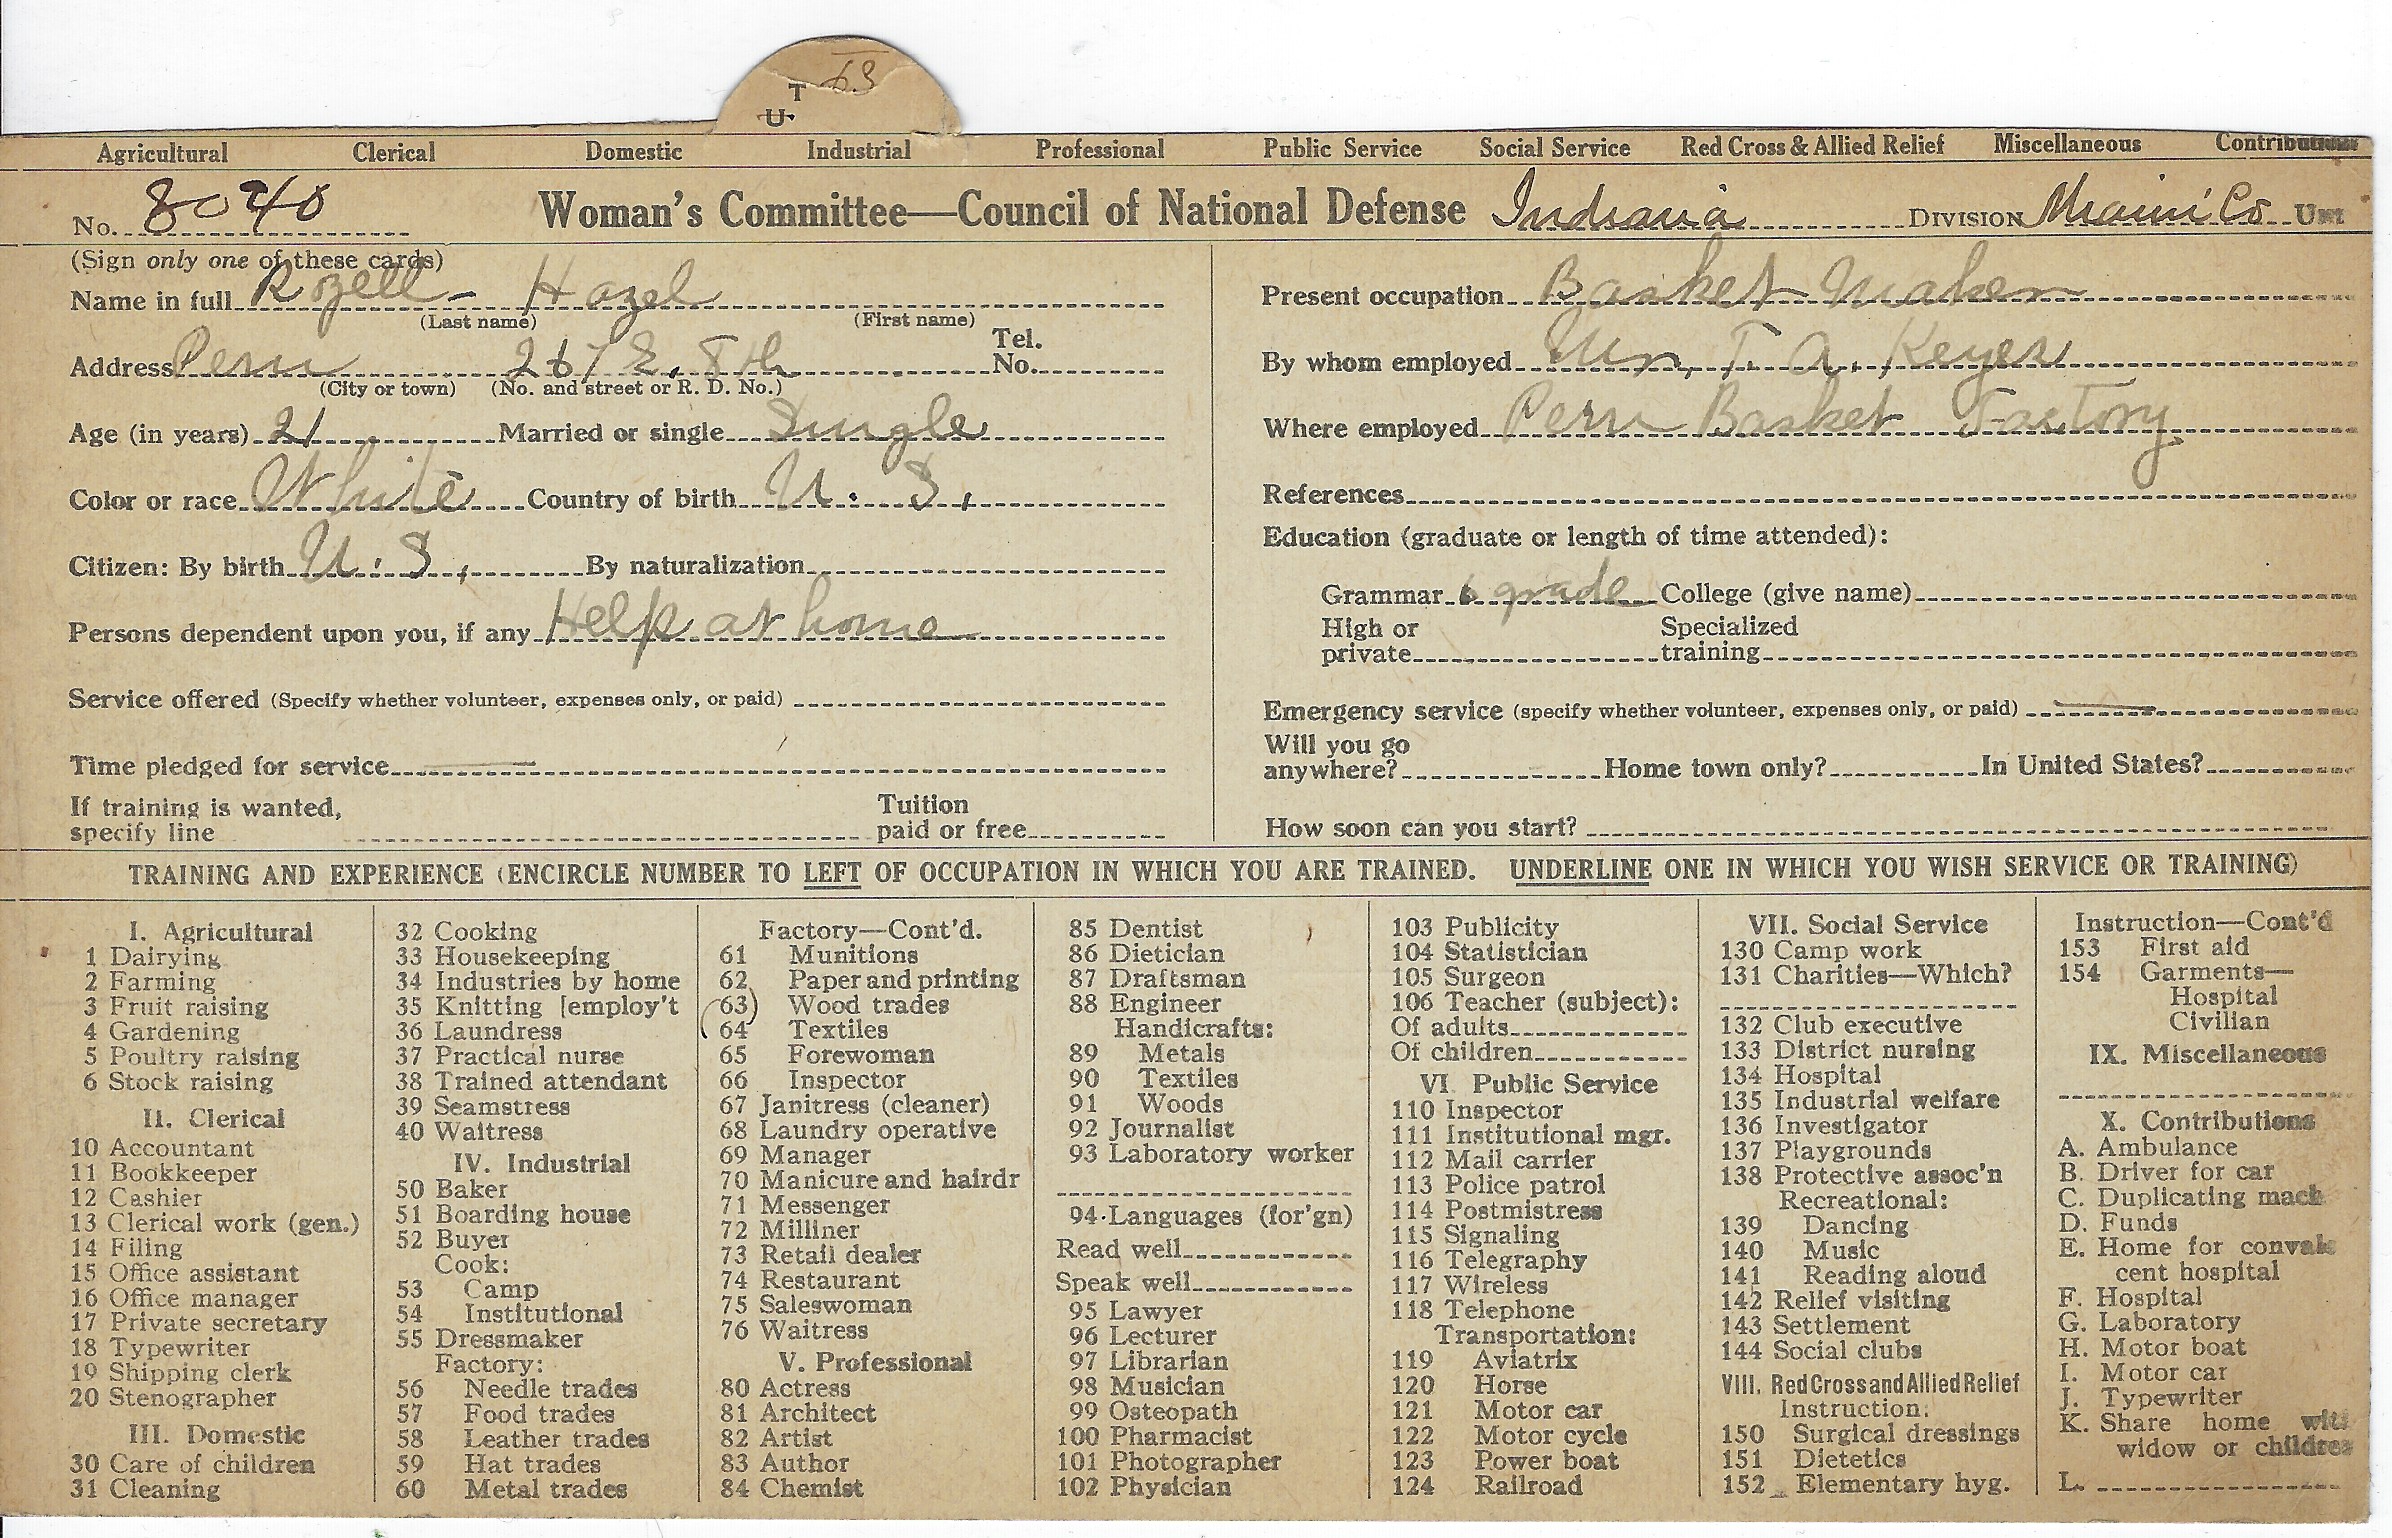 63
T
U.
Agricultural Clerical Domestic Industrial Professional Public Service Social Service Red Cross & Allied Relief Miscellaneous Contributions
No. 8040 Woman's Committee—Council of National Defense Indiana Division Miami Co. Unit
(Sign only one of these cards)
Name in full Rozell - Hazel
(Last name) (First name)
Address Peru 267 E. 8th Tel. No.
(City or town) (No. and street or R. D. No.)
Age (in years) 21 Married or single Single
Color or race White Country of birth U. S.
Citizen: By birth U. S. By naturalization
Persons dependent upon you, if any Help at home
Service offered (Specify whether volunteer, expenses only, or paid)
Time pledged for service
If training is wanted, specify line
Tuition paid or free
Present occupation Basket Maker
By whom employed Mr. T. A. Keyes
Where employed Peru Basket Factory
References
Education (graduate or length of time attended):
Grammar 6 grade College (give name)
High or private Specialized training
Emergency service (specify whether volunteer, expenses only, or paid)
Will you go anywhere? Home town only? In United States?
How soon can you start?
TRAINING AND EXPERIENCE (ENCIRCLE NUMBER TO LEFT OF OCCUPATION IN WHICH YOU ARE TRAINED. UNDERLINE ONE IN WHICH YOU WISH SERVICE OR TRAINING)
I. Agricultural
1 Dairying
2 Farming
3 Fruit raising
4 Gardening
5 Poultry raising
6 Stock raising
II. Clerical
10 Accountant
11 Bookkeeper
12 Cashier
13 Clerical work (gen.)
14 Filing
15 Office assistant
16 Office manager
17 Private secretary
18 Typewriter
19 Shipping clerk
20 Stenographer
III. Domestic
30 Care of children
31 Cleaning
32 Cooking
33 Housekeeping
34 Industries by home
35 Knitting [employ't
36 Laundress
37 Practical nurse
38 Trained attendant
39 Seamstress
40 Waitress
IV. Industrial
50 Baker
51 Boarding house
52 Buyer
Cook:
53 Camp
54 Institutional
55 Dressmaker
Factory:
56 Needle trades
57 Food trades
58 Leather trades
59 Hat trades
60 Metal trades
Factory—Cont'd.
61 Munitions
62 Paper and printing
63 Wood trades
64 Textiles
65 Forewoman
66 Inspector
67 Janitress (cleaner)
68 Laundry operative
69 Manager
70 Manicure and hairdr
71 Messenger
72 Milliner
73 Retail dealer
74 Restaurant
75 Saleswoman
76 Waitress
V. Professional
80 Actress
81 Architect
82 Artist
83 Author
84 Chemist
85 Dentist
86 Dietician
87 Draftsman
88 Engineer
Handicrafts:
89 Metals
90 Textiles
91 Woods
92 Journalist
93 Laboratory worker
94 Languages (for'gn)
Read well
Speak well
95 Lawyer
96 Lecturer
97 Librarian
98 Musician
99 Osteopath
100 Pharmacist
101 Photographer
102 Physician
103 Publicity
104 Statistician
105 Surgeon
106 Teacher (subject):
Of adults
Of children
VI. Public Service
110 Inspector
111 Institutional mgr.
112 Mail carrier
113 Police patrol
114 Postmistress
115 Signaling
116 Telegraphy
117 Wireless
118 Telephone
Transportation:
119 Aviatrix
120 Horse
121 Motor car
122 Motor cycle
123 Power boat
124 Railroad
VII. Social Service
130 Camp work
131 Charities—Which?
132 Club executive
133 District nursing
134 Hospital
135 Industrial welfare
136 Investigator
137 Playgrounds
138 Protective assoc'n
Recreational:
139 Dancing
140 Music
141 Reading aloud
142 Relief visiting
143 Settlement
144 Social clubs
VIII. Red Cross and Allied Relief
Instruction:
150 Surgical dressings
151 Dietetics
152 Elementary hyg.
Instruction—Cont'd
153 First aid
154 Garments—
Hospital
Civilian
IX. Miscellaneous
X. Contributions
A. Ambulance
B. Driver for car
C. Duplicating mach
D. Funds
E. Home for convales
cent hospital
F. Hospital
G. Laboratory
H. Motor boat
I. Motor car
J. Typewriter
K. Share home with
widow or children
L.